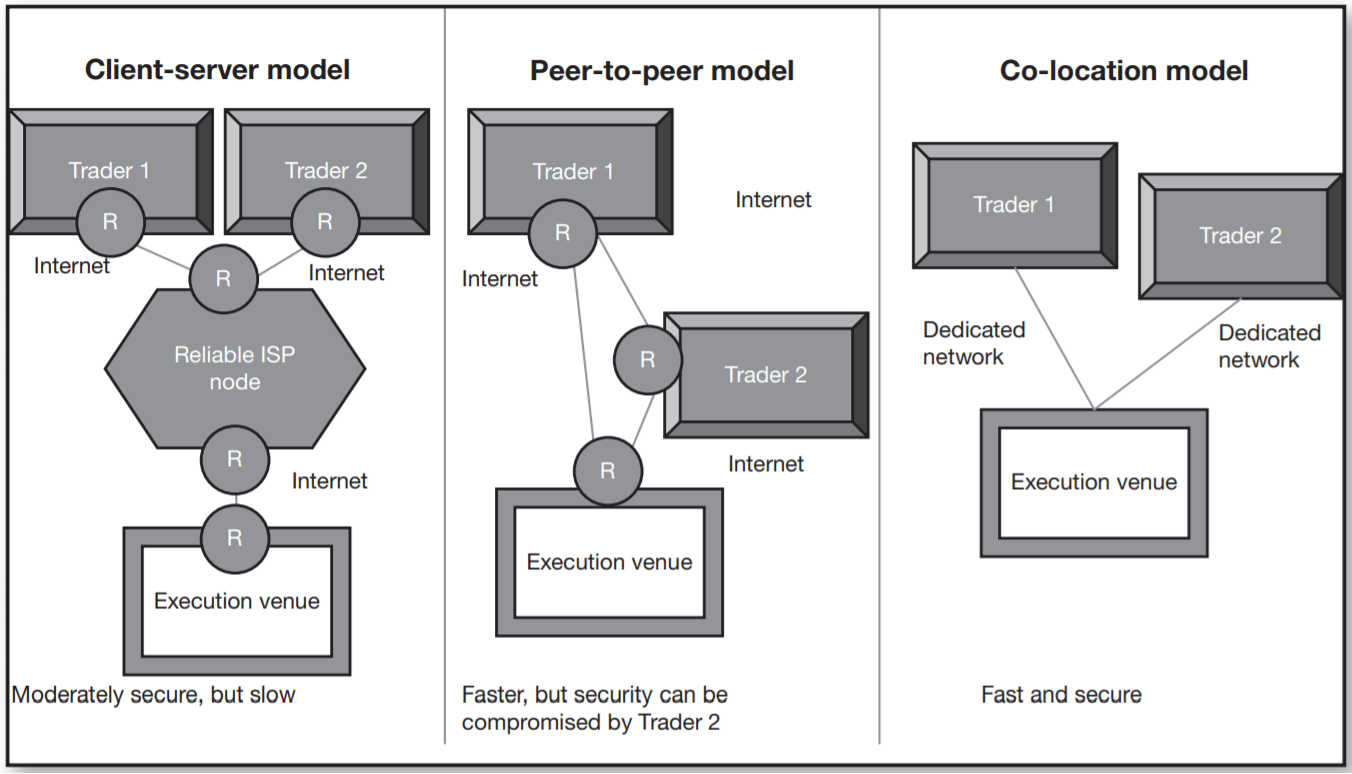 Client-server model
Trader 1
Trader 2
R
R
Internet
R
Internet
Reliable ISP
node
R
Internet
R
Execution venue
Moderately secure, but slow
Peer-to-peer model
Trader 1
Internet
R
Internet
R
Trader 2
Internet
R
Execution venue
Faster, but security can be
compromised by Trader 2
Co-location model
Trader 1
Trader 2
Dedicated
network
Dedicated
network
Execution venue
Fast and secure